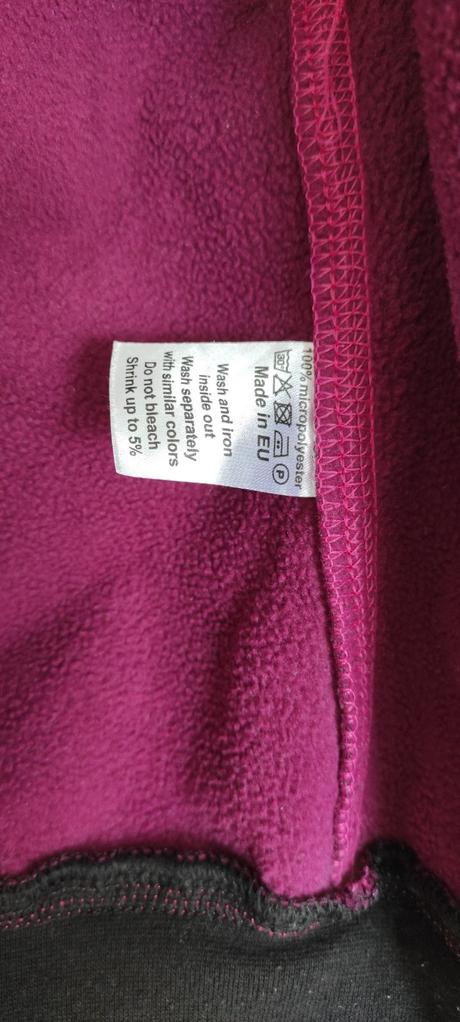 100% micropolyester
30° P
Made in EU
Wash and iron
inside out
Wash separately
with similar colors
Do not bleach
Shrink up to 5%